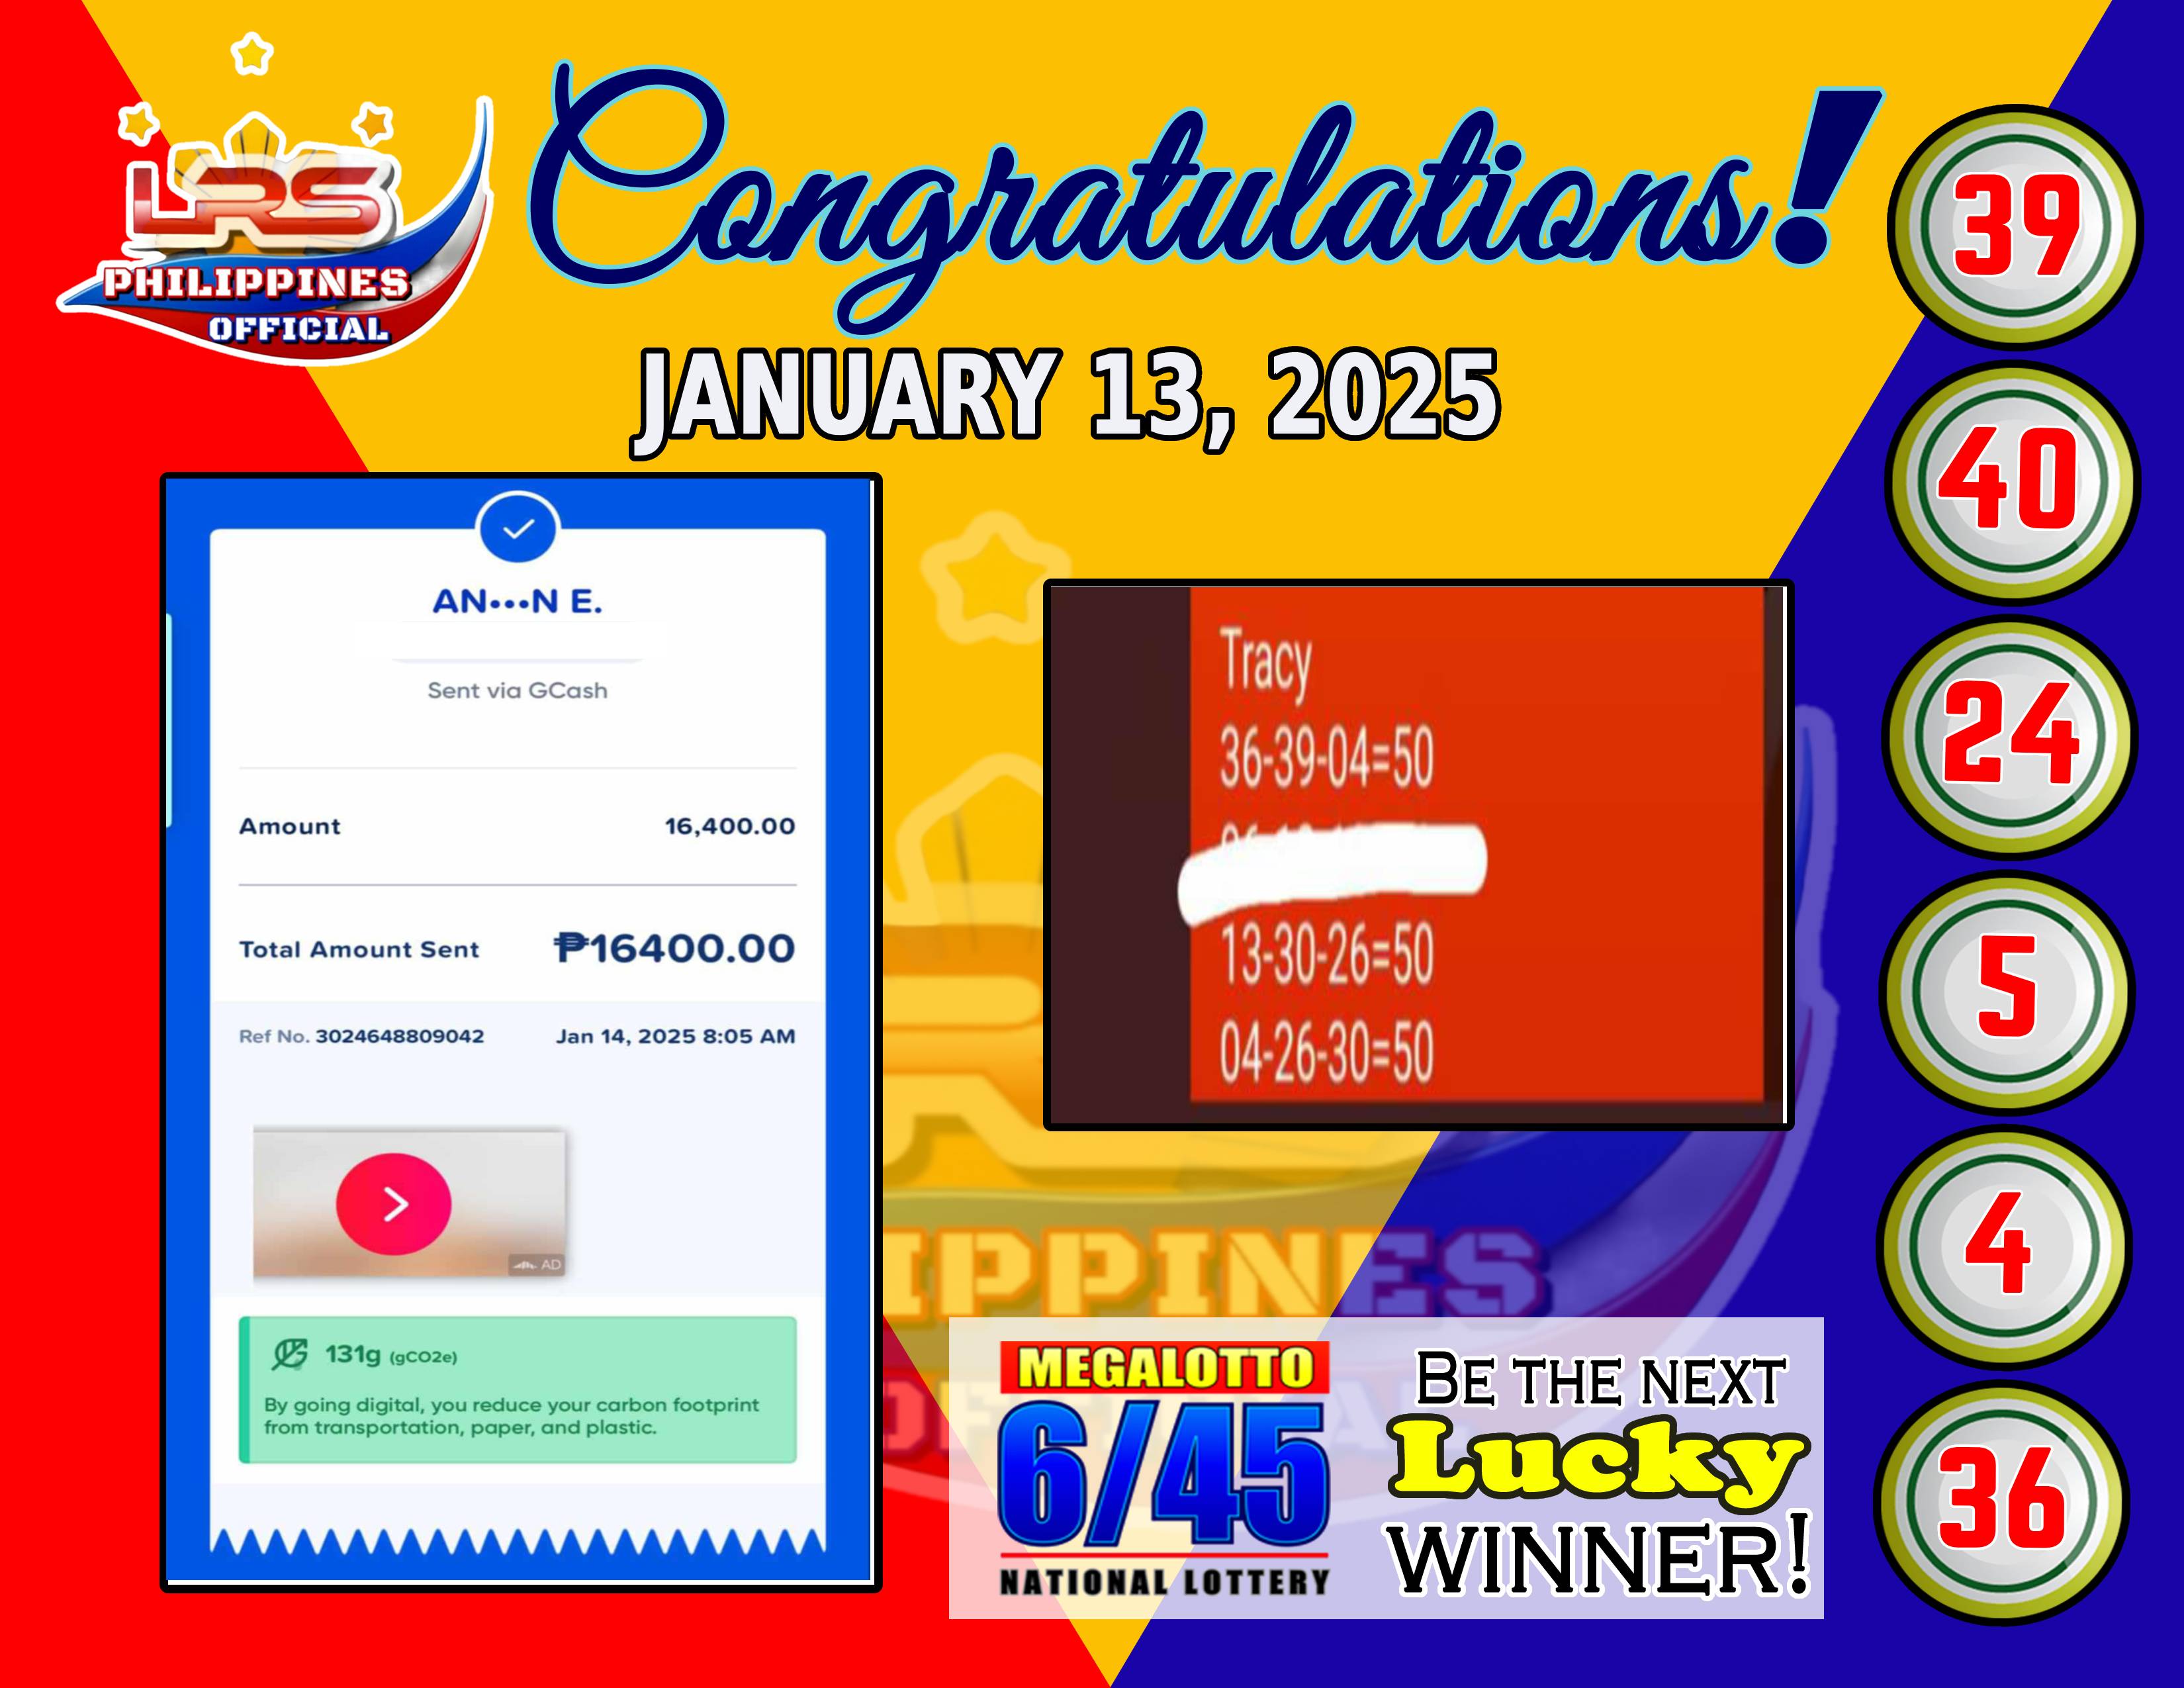 LRS
PHILIPPINES
OFFICIAL
Congratulations!
JANUARY 13, 2025
AN•••N E.
Sent via GCash
Amount 16,400.00
Total Amount Sent ₱16400.00
Ref No. 3024648809042 Jan 14, 2025 8:05 AM
AD
131g (gCO2e)
By going digital, you reduce your carbon footprint
from transportation, paper, and plastic.
Tracy
36-39-04=50
13-30-26=50
04-26-30=50
MEGALOTTO
6/45
NATIONAL LOTTERY
BE THE NEXT
Lucky
WINNER!
39
40
24
5
4
36